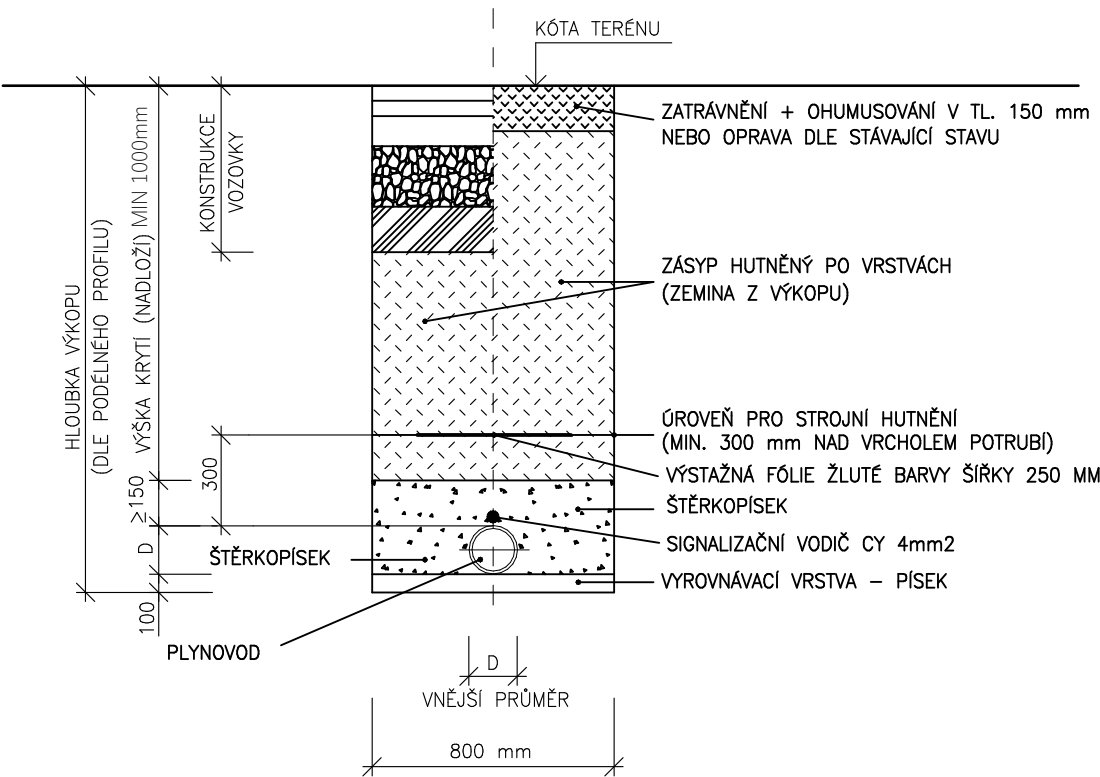 KÓTA TERÉNU
ZATRÁVNĚNÍ + OHUMUSOVÁNÍ V TL. 150 mm
NEBO OPRAVA DLE STÁVAJÍCÍ STAVU
KONSTRUKCE
VOZOVKY
ZÁSYP HUTNĚNÝ PO VRSTVÁCH
(ZEMINA Z VÝKOPU)
HLOUBKA VÝKOPU
(DLE PODÉLNÉHO PROFILU)
VÝŠKA KRYTÍ (NADLOŽÍ) MIN 1000mm
ÚROVEŇ PRO STROJNÍ HUTNĚNÍ
(MIN. 300 mm NAD VRCHOLEM POTRUBÍ)
VÝSTAŽNÁ FÓLIE ŽLUTÉ BARVY ŠÍŘKY 250 MM
300
≥150
ŠTĚRKOPÍSEK
SIGNALIZAČNÍ VODIČ CY 4mm2
D
ŠTĚRKOPÍSEK
VYROVNÁVACÍ VRSTVA – PÍSEK
100
PLYNOVOD
D
VNĚJŠÍ PRŮMĚR
800 mm